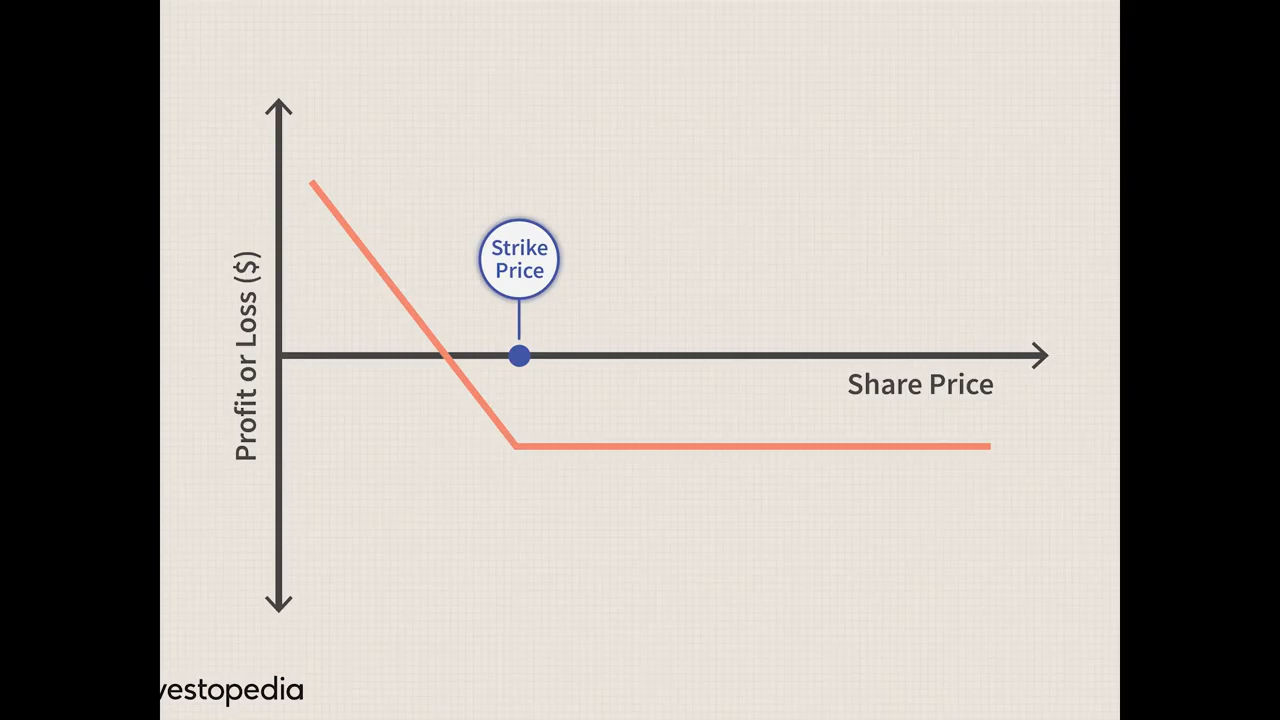 Strike
Price
Profit or Loss ($)
Share Price
vestopedia